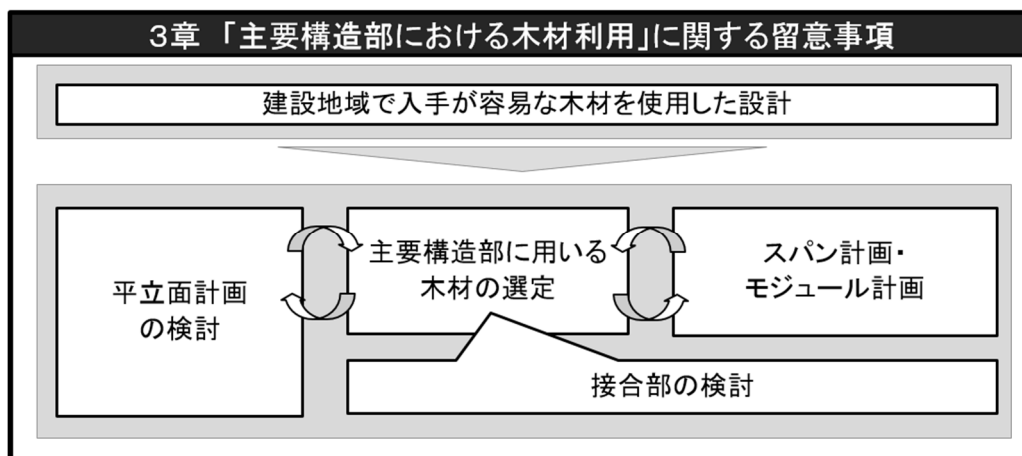 3章　「主要構造部における木材利用」に関する留意事項
建設地域で入手が容易な木材を使用した設計
平立面計画
の検討
主要構造部に用いる
木材の選定
スパン計画・
モジュール計画
接合部の検討